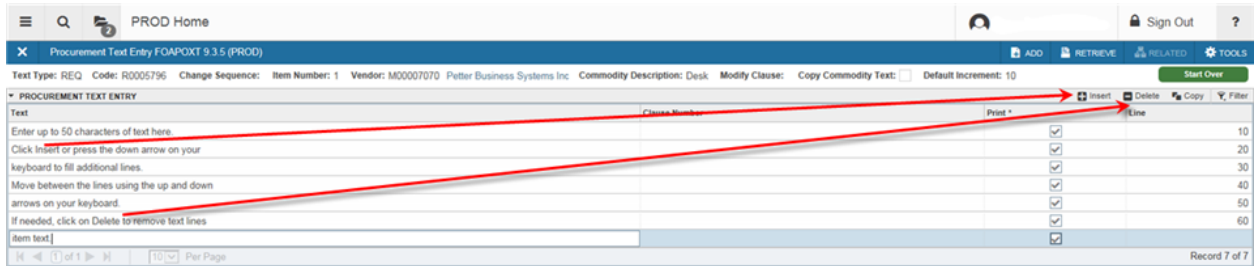 2
PROD Home
Sign Out
?
Procurement Text Entry FOAPOXT 9.3.5 (PROD)
ADD
RETRIEVE
RELATED
TOOLS
Text Type: REQ Code: R0005796 Change Sequence: Item Number: 1 Vendor: M00007070 Petter Business Systems Inc Commodity Description: Desk Modify Clause: Copy Commodity Text: Default Increment: 10
Start Over
PROCUREMENT TEXT ENTRY
Insert Delete Copy Filter
Text Clause Number Print * Line
Enter up to 50 characters of text here. 10
Click Insert or press the down arrow on your 20
keyboard to fill additional lines. 30
Move between the lines using the up and down 40
arrows on your keyboard. 50
If needed, click on Delete to remove text lines 60
item text.
1 of 1 10 Per Page Record 7 of 7